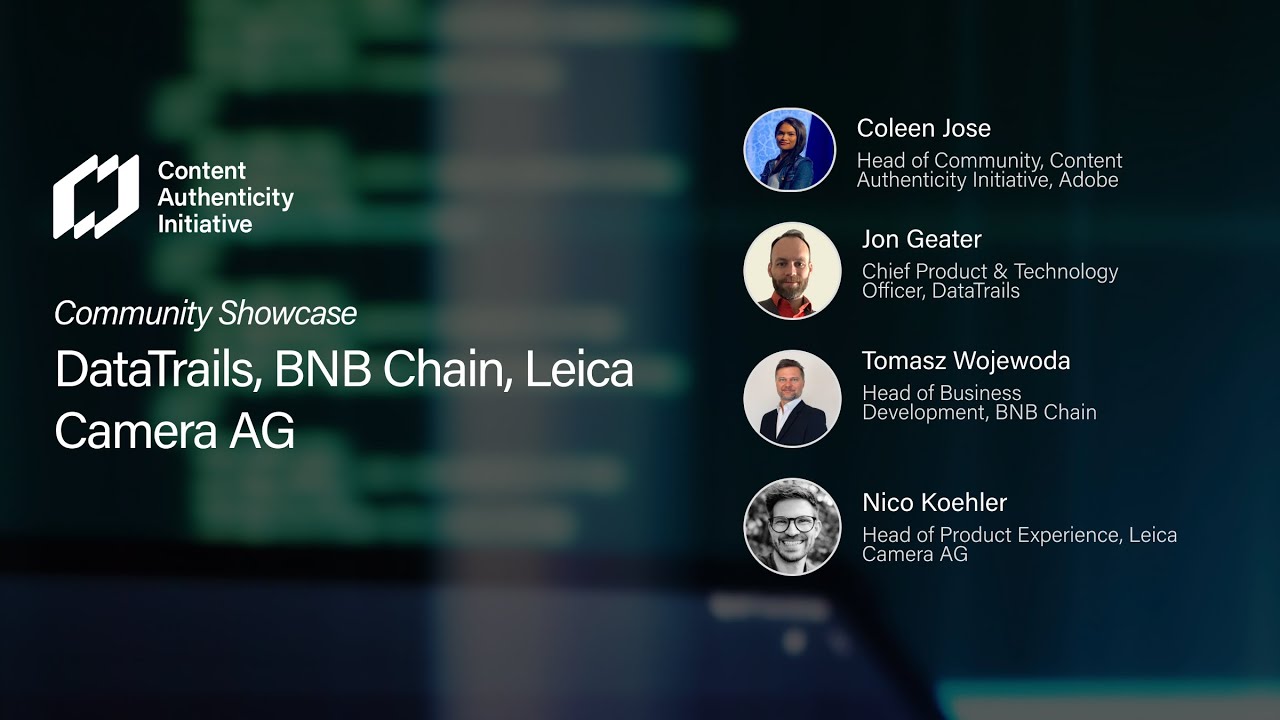 Content
Authenticity
Initiative
Community Showcase
DataTrails, BNB Chain, Leica
Camera AG
Coleen Jose
Head of Community, Content
Authenticity Initiative, Adobe
Jon Geater
Chief Product & Technology
Officer, DataTrails
Tomasz Wojewoda
Head of Business
Development, BNB Chain
Nico Koehler
Head of Product Experience, Leica
Camera AG